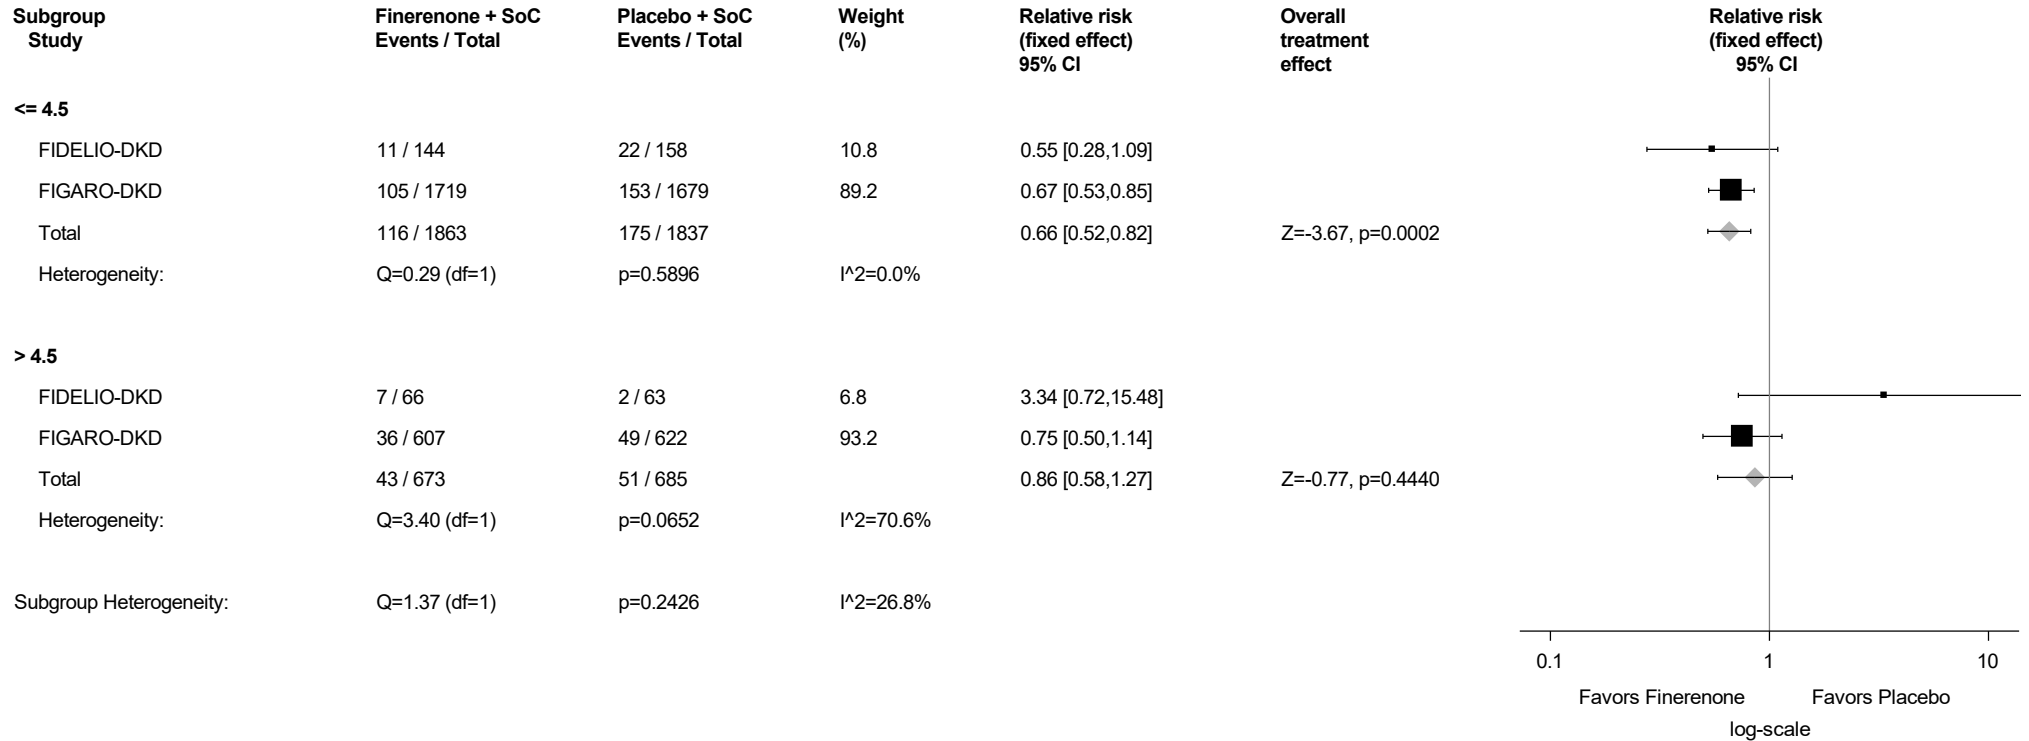 Subgroup Finerenone + SoC Placebo + SoC Weight Relative risk Overall Relative risk
Study Events / Total Events / Total (%) (fixed effect) treatment (fixed effect)
95% CI effect 95% CI
<= 4.5
FIDELIO-DKD 11 / 144 22 / 158 10.8 0.55 [0.28,1.09]
FIGARO-DKD 105 / 1719 153 / 1679 89.2 0.67 [0.53,0.85]
Total 116 / 1863 175 / 1837 0.66 [0.52,0.82] Z=-3.67, p=0.0002
Heterogeneity: Q=0.29 (df=1) p=0.5896 I^2=0.0%
> 4.5
FIDELIO-DKD 7 / 66 2 / 63 6.8 3.34 [0.72,15.48]
FIGARO-DKD 36 / 607 49 / 622 93.2 0.75 [0.50,1.14]
Total 43 / 673 51 / 685 0.86 [0.58,1.27] Z=-0.77, p=0.4440
Heterogeneity: Q=3.40 (df=1) p=0.0652 I^2=70.6%
Subgroup Heterogeneity: Q=1.37 (df=1) p=0.2426 I^2=26.8%
0.1 1 10
Favors Finerenone Favors Placebo
log-scale